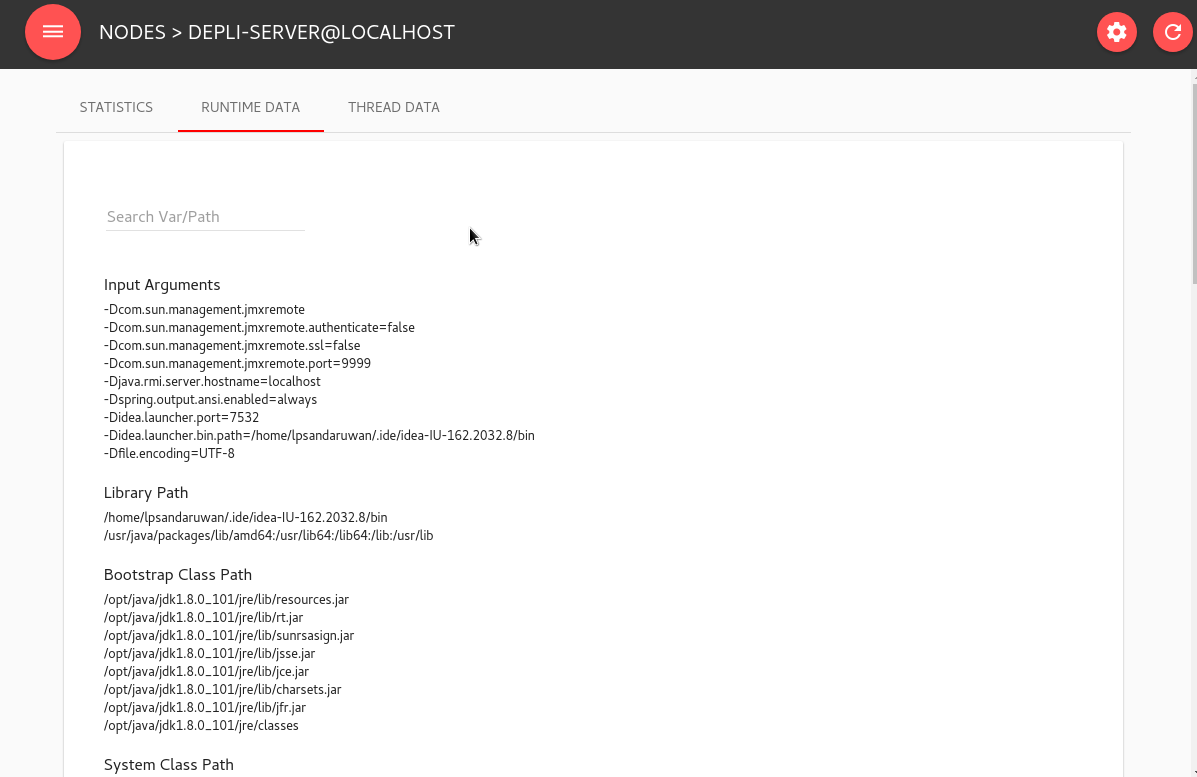 NODES > DEPLI-SERVER@LOCALHOST
STATISTICS
RUNTIME DATA
THREAD DATA
Search Var/Path
Input Arguments
-Dcom.sun.management.jmxremote
-Dcom.sun.management.jmxremote.authenticate=false
-Dcom.sun.management.jmxremote.ssl=false
-Dcom.sun.management.jmxremote.port=9999
-Djava.rmi.server.hostname=localhost
-Dspring.output.ansi.enabled=always
-Didea.launcher.port=7532
-Didea.launcher.bin.path=/home/lpsandaruwan/.ide/idea-IU-162.2032.8/bin
-Dfile.encoding=UTF-8
Library Path
/home/lpsandaruwan/.ide/idea-IU-162.2032.8/bin
/usr/java/packages/lib/amd64:/usr/lib64:/lib64:/lib:/usr/lib
Bootstrap Class Path
/opt/java/jdk1.8.0_101/jre/lib/resources.jar
/opt/java/jdk1.8.0_101/jre/lib/rt.jar
/opt/java/jdk1.8.0_101/jre/lib/sunrsasign.jar
/opt/java/jdk1.8.0_101/jre/lib/jsse.jar
/opt/java/jdk1.8.0_101/jre/lib/jce.jar
/opt/java/jdk1.8.0_101/jre/lib/charsets.jar
/opt/java/jdk1.8.0_101/jre/lib/jfr.jar
/opt/java/jdk1.8.0_101/jre/classes
System Class Path